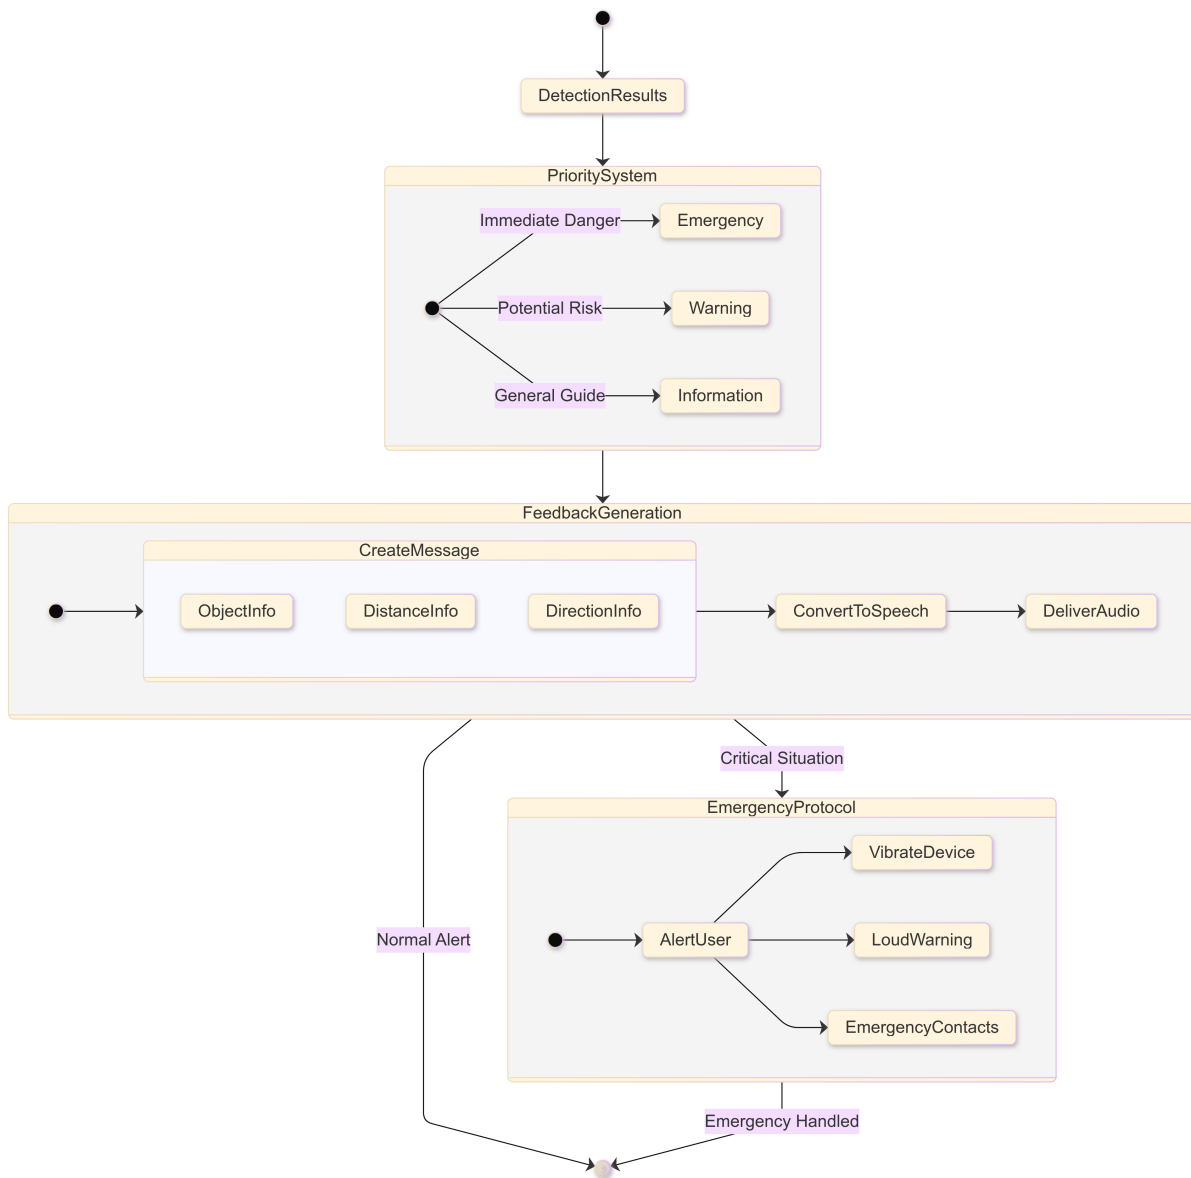 DetectionResults
PrioritySystem
Immediate Danger
Emergency
Potential Risk
Warning
General Guide
Information
FeedbackGeneration
CreateMessage
ObjectInfo
DistanceInfo
DirectionInfo
ConvertToSpeech
DeliverAudio
Critical Situation
EmergencyProtocol
VibrateDevice
Normal Alert
AlertUser
LoudWarning
EmergencyContacts
Emergency Handled